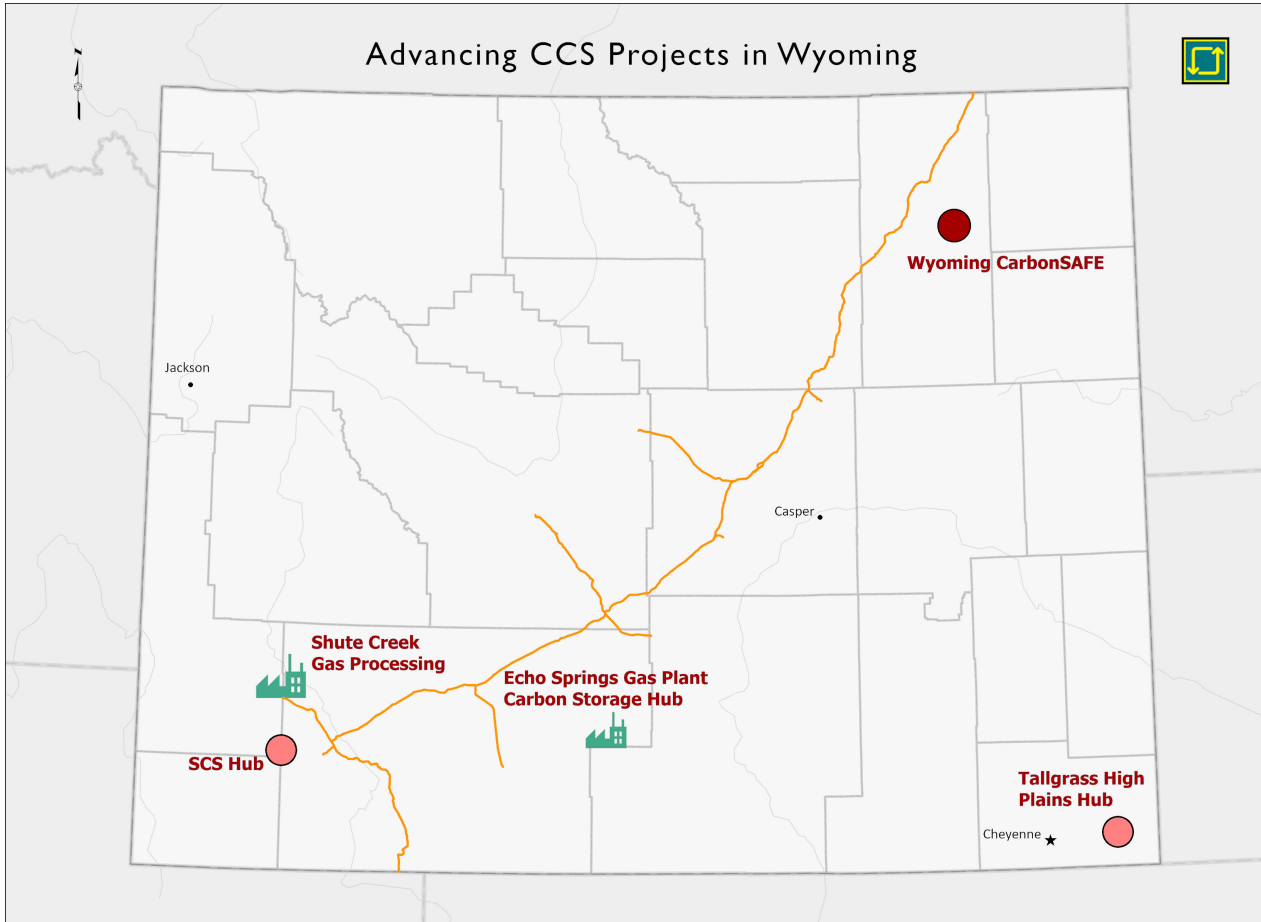 Advancing CCS Projects in Wyoming
Wyoming CarbonSAFE
Jackson
Casper
Shute Creek
Gas Processing
Echo Springs Gas Plant
Carbon Storage Hub
SCS Hub
Tallgrass High
Plains Hub
Cheyenne